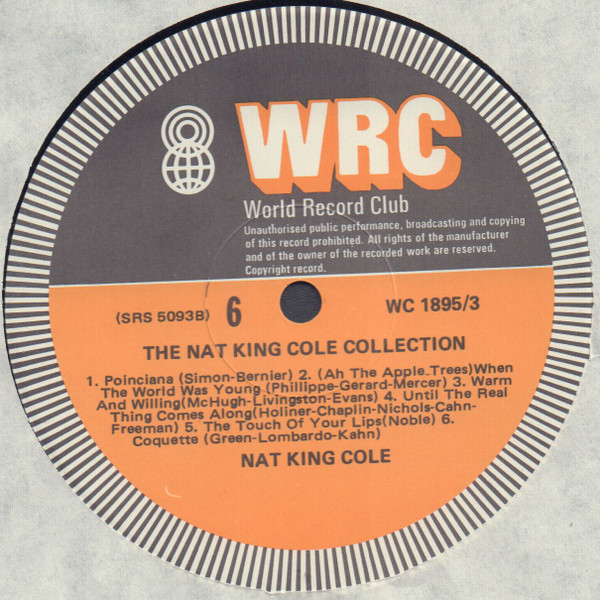 WRC
World Record Club
Unauthorised public performance, broadcasting and copying
of this record prohibited. All rights of the manufacturer
and of the owner of the recorded work are reserved.
Copyright record.
(SRS 5093B) 6 WC 1895/3
THE NAT KING COLE COLLECTION
1. Poinciana (Simon-Bernier) 2. (Ah The Apple Trees)When
The World Was Young (Phillippe-Gerard-Mercer) 3. Warm
And Willing(McHugh-Livingston-Evans) 4. Until The Real
Thing Comes Along(Holiner-Chaplin-Nichols-Cahn-
Freeman) 5. The Touch Of Your Lips(Noble) 6.
Coquette (Green-Lombardo-Kahn)
NAT KING COLE